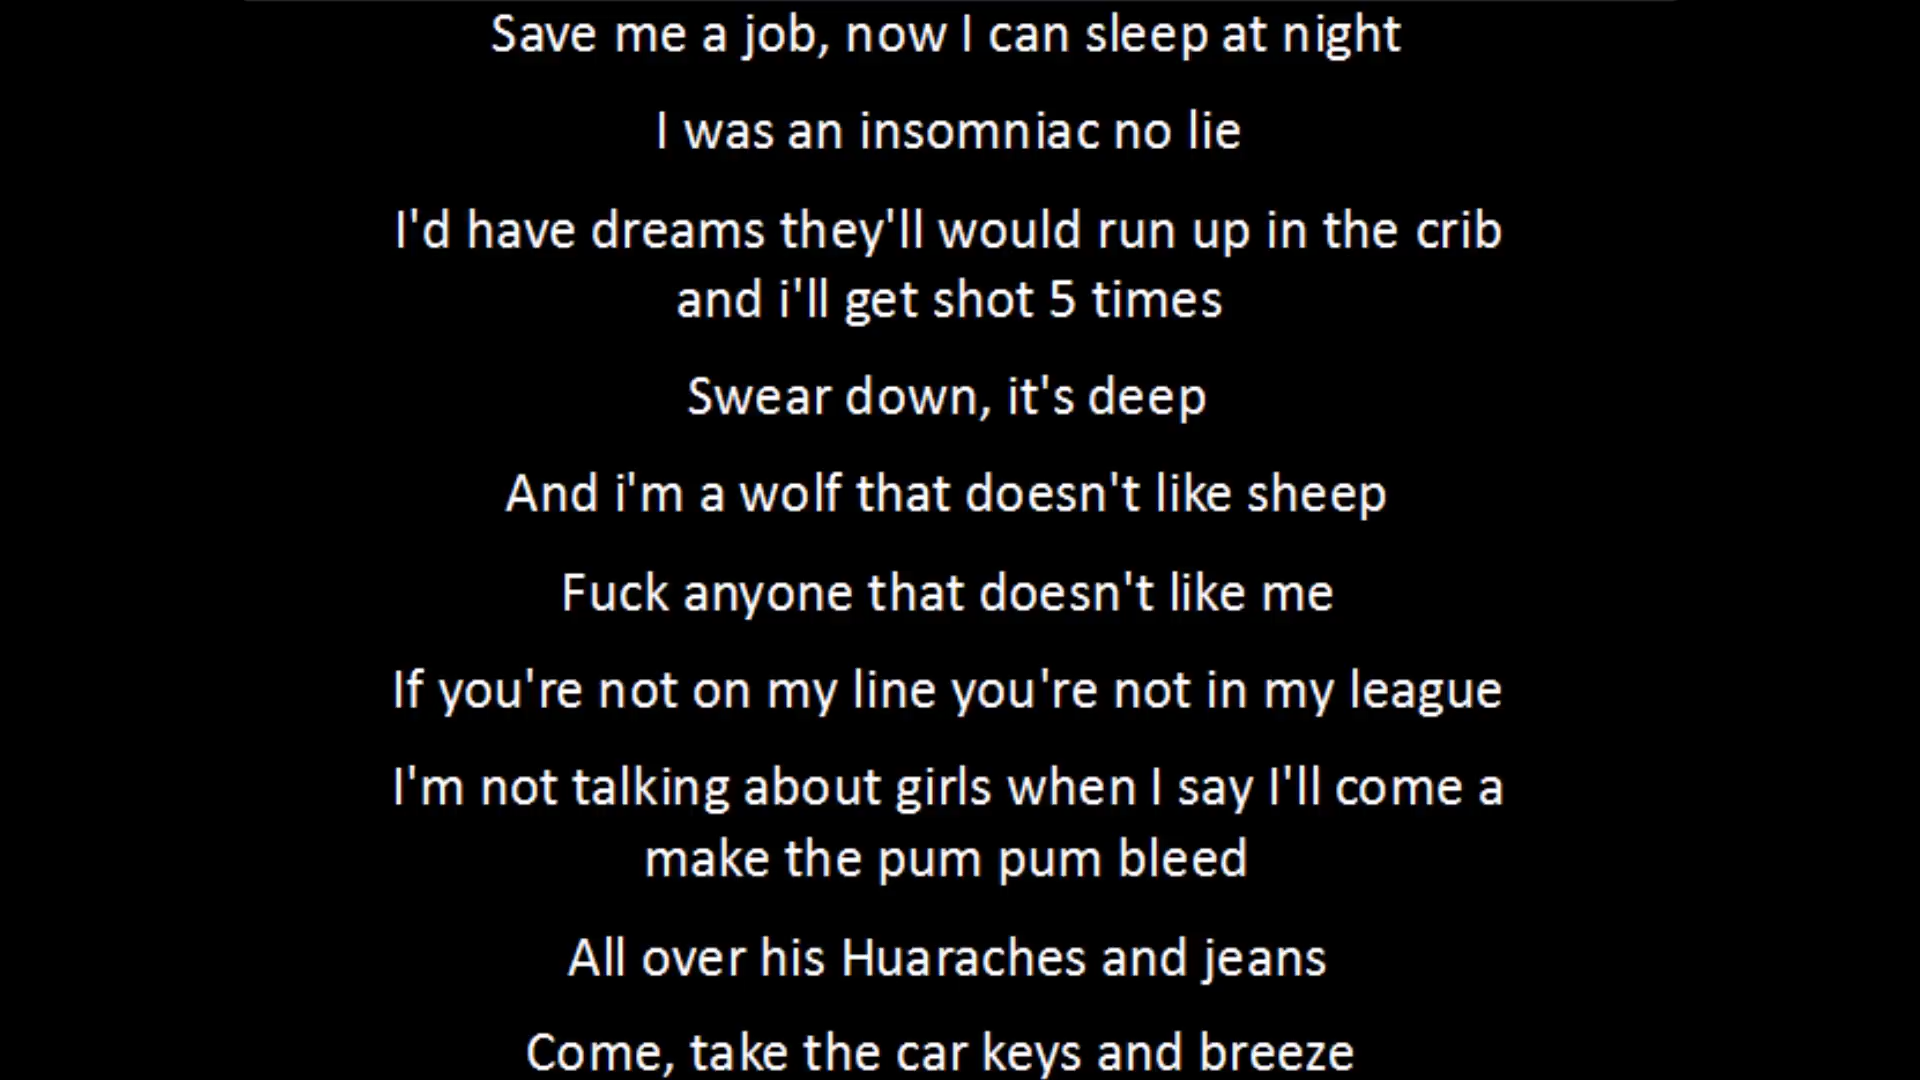 Save me a job, now I can sleep at night
I was an insomniac no lie
I'd have dreams they'll would run up in the crib
and i'll get shot 5 times
Swear down, it's deep
And i'm a wolf that doesn't like sheep
Fuck anyone that doesn't like me
If you're not on my line you're not in my league
I'm not talking about girls when I say I'll come a
make the pum pum bleed
All over his Huaraches and jeans
Come, take the car keys and breeze